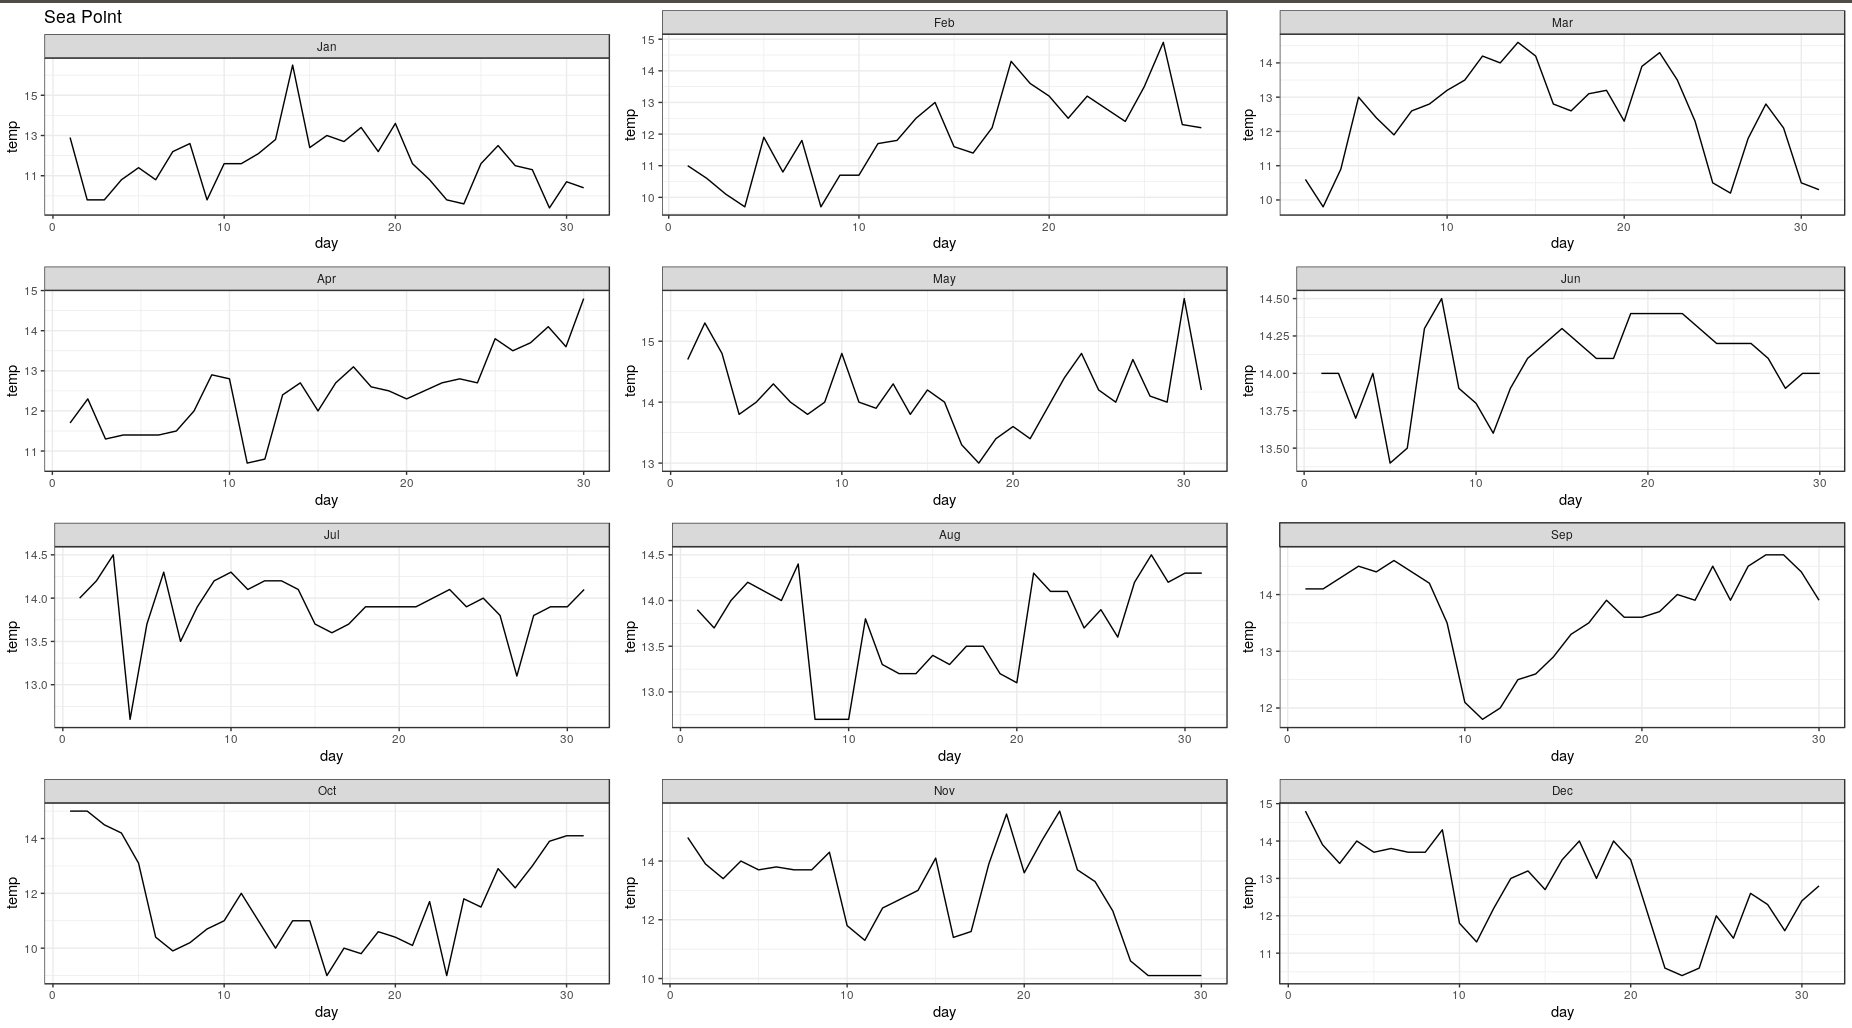 Sea Point
Jan
temp
15
13
11
0 10 20 30
day
Feb
temp
15
14
13
12
11
10
0 10 20
day
Mar
temp
14
13
12
11
10
10 20 30
day
Apr
temp
15
14
13
12
11
0 10 20 30
day
May
temp
15
14
13
0 10 20 30
day
Jun
temp
14.50
14.25
14.00
13.75
13.50
0 10 20 30
day
Jul
temp
14.5
14.0
13.5
13.0
0 10 20 30
day
Aug
temp
14.5
14.0
13.5
13.0
0 10 20 30
day
Sep
temp
14
13
12
0 10 20 30
day
Oct
temp
14
12
10
0 10 20 30
day
Nov
temp
14
12
10
0 10 20 30
day
Dec
temp
15
14
13
12
11
0 10 20 30
day